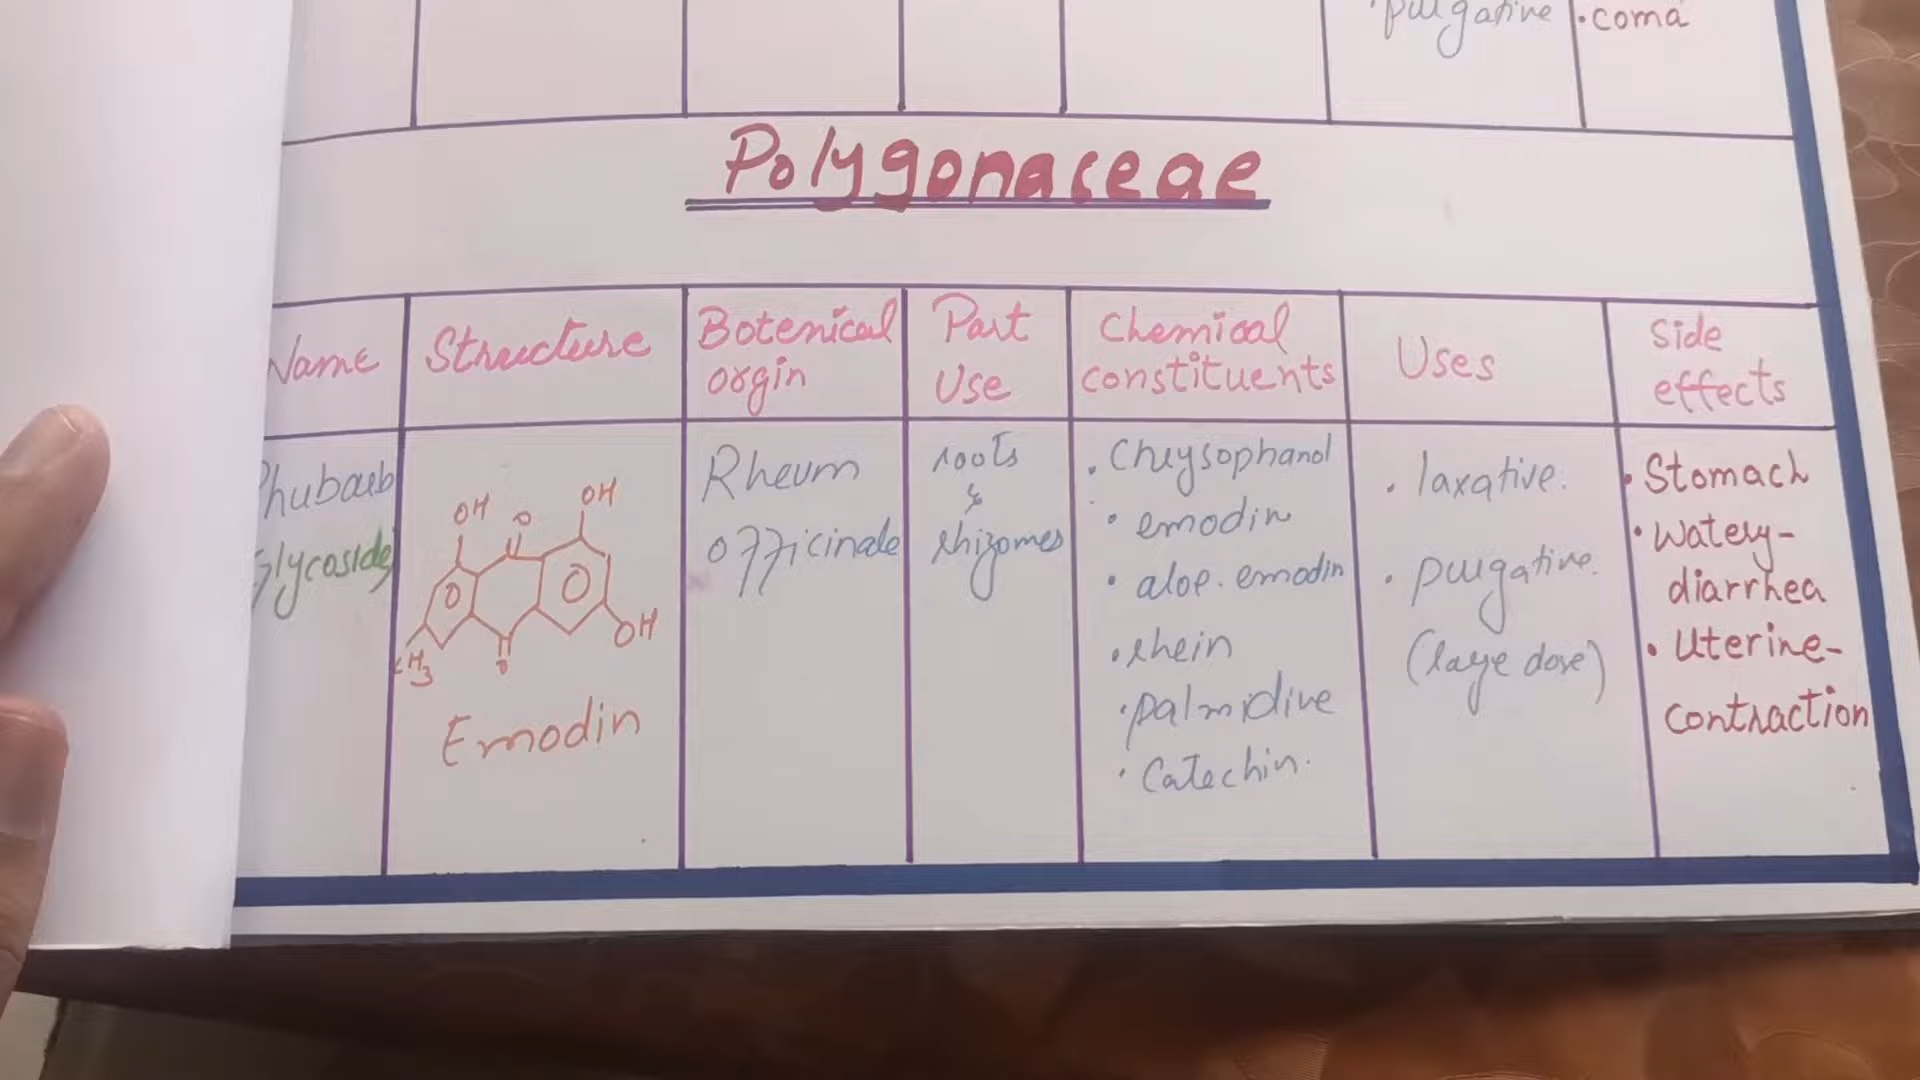 purgative
• coma
Polygonaceae
Name
Structure
Botenical
orgin
Part
Use
Chemical
constituents
Uses
Side
effects
Rhubarb
Glycoside
OH
O
OH
OH
CH3
O
Emodin
Rheum
officinale
roots
&
rhizomes
• Chrysophanol
• emodin
• aloe. emodin
• rhein
• palmidine
• Catechin.
• laxative.
• purgative.
(large dose)
• Stomach
• Watery-
diarrhea
• Uterine-
contraction